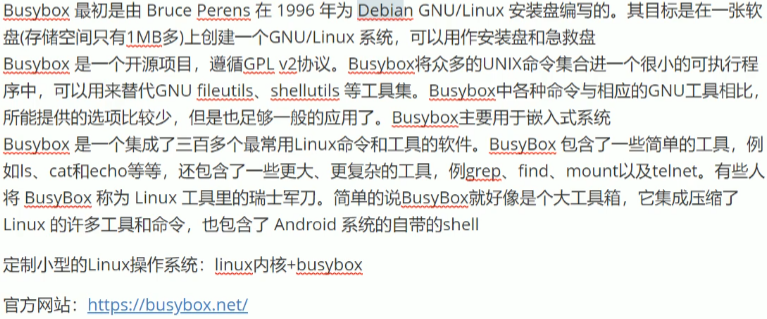 Busybox 最初是由 Bruce Perens 在 1996 年为 Debian GNU/Linux 安装盘编写的。其目标是在一张软
盘(存储空间只有1MB多)上创建一个GNU/Linux 系统，可以用作安装盘和急救盘
Busybox 是一个开源项目，遵循GPL v2协议。Busybox将众多的UNIX命令集合进一个很小的可执行程
序中，可以用来替代GNU fileutils、shellutils 等工具集。Busybox中各种命令与相应的GNU工具相比，
所能提供的选项比较少，但是也足够一般的应用了。Busybox主要用于嵌入式系统
Busybox 是一个集成了三百多个最常用Linux命令和工具的软件。BusyBox 包含了一些简单的工具，例
如ls、cat和echo等等，还包含了一些更大、更复杂的工具，例grep、find、mount以及telnet。有些人
将 BusyBox 称为 Linux 工具里的瑞士军刀。简单的说BusyBox就好像是个大工具箱，它集成压缩了
Linux 的许多工具和命令，也包含了 Android 系统的自带的shell
定制小型的Linux操作系统：linux内核+busybox
官方网站：https://busybox.net/